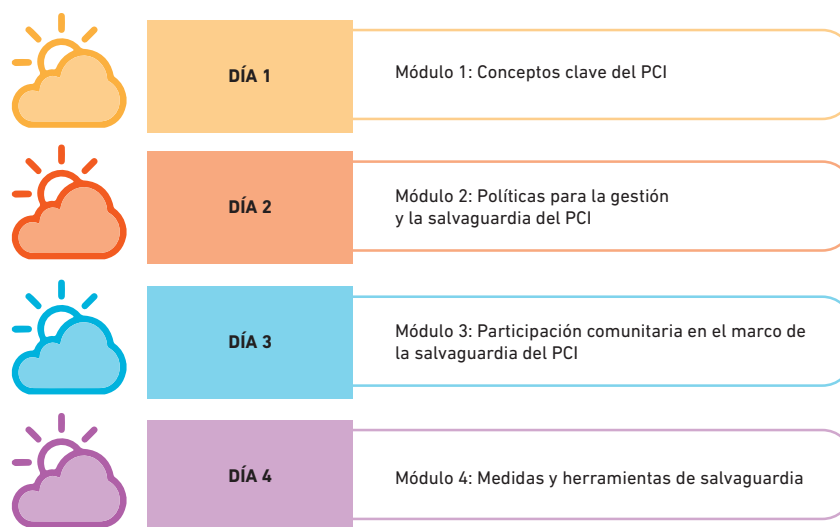 DÍA 1
Módulo 1: Conceptos clave del PCI
DÍA 2
Módulo 2: Políticas para la gestión
y la salvaguardia del PCI
DÍA 3
Módulo 3: Participación comunitaria en el marco de
la salvaguardia del PCI
DÍA 4
Módulo 4: Medidas y herramientas de salvaguardia